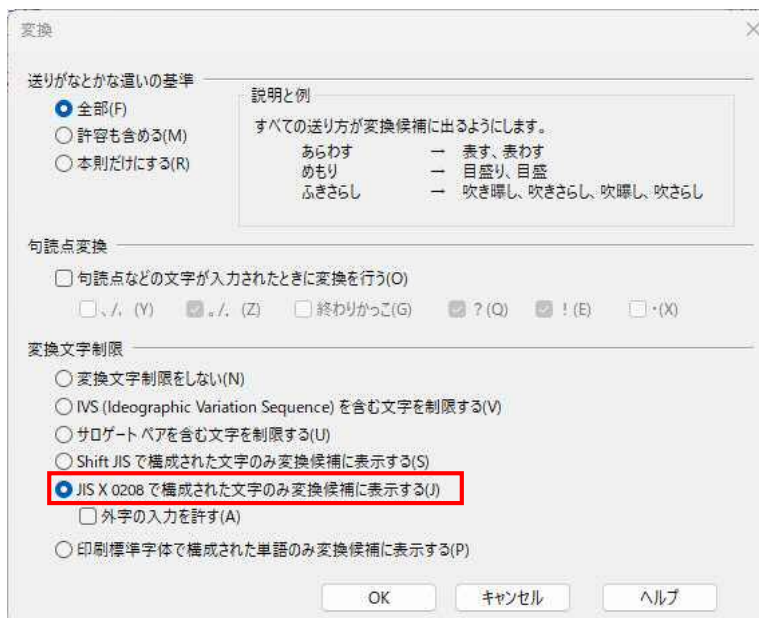 変換
送りがなとかな遣いの基準
全部(F)
許容も含める(M)
本則だけにする(R)
説明と例
すべての送り方が変換候補に出るようにします。
あらわす → 表す、表わす
めもり → 目盛り、目盛
ふきさらし → 吹き曝し、吹きさらし、吹曝し、吹さらし
句読点変換
句読点などの文字が入力されたときに変換を行う(O)
、/， (Y) 。/． (Z) 終わりかっこ(G) ? (Q) ! (E) ・(X)
変換文字制限
変換文字制限をしない(N)
IVS (Ideographic Variation Sequence) を含む文字を制限する(V)
サロゲート ペアを含む文字を制限する(U)
Shift JIS で構成された文字のみ変換候補に表示する(S)
JIS X 0208 で構成された文字のみ変換候補に表示する(J)
外字の入力を許す(A)
印刷標準字体で構成された単語のみ変換候補に表示する(P)
OK キャンセル ヘルプ